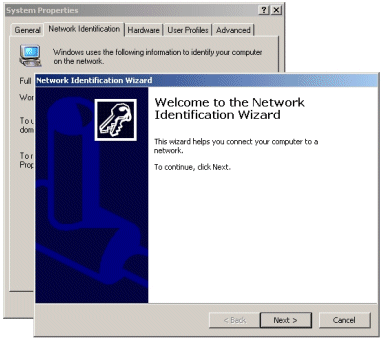 System Properties
? X
General Network Identification Hardware User Profiles Advanced
Windows uses the following information to identify your computer
on the network.
Full
Network Identification Wizard
Welcome to the Network
Identification Wizard
This wizard helps you connect your computer to a
network.
To continue, click Next.
Wor
To
dom
To r
Prop
< Back Next > Cancel